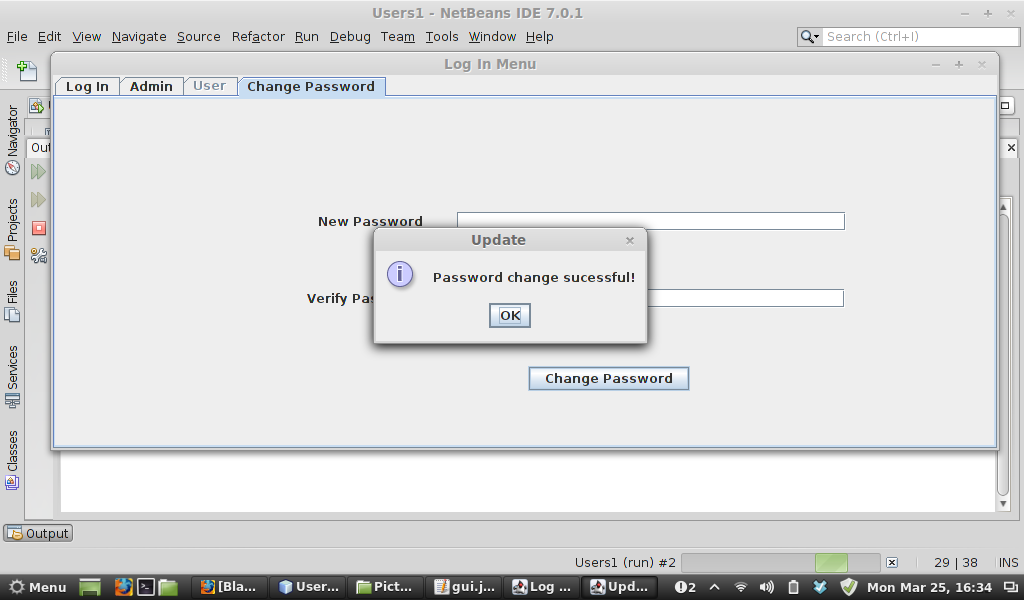 Users1 - NetBeans IDE 7.0.1
File Edit View Navigate Source Refactor Run Debug Team Tools Window Help
Search (Ctrl+I)
Log In Menu
Log In Admin User Change Password
Navigator
Projects
Files
Services
Classes
Out
New Password
Verify Pas
Update
Password change sucessful!
OK
Change Password
Output
Users1 (run) #2
29 | 38 INS
Menu
[Bla...
User...
Pict...
gui.j...
Log ...
Upd...
2
Mon Mar 25, 16:34